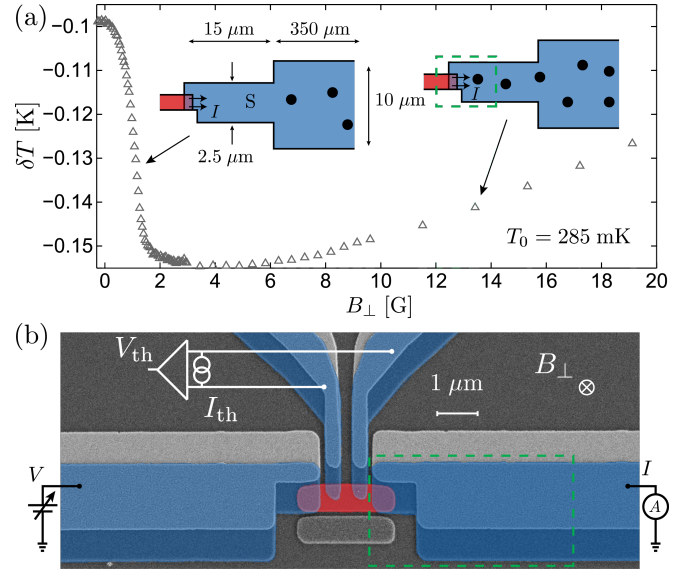 (a)
−0.1
−0.11
−0.12
−0.13
−0.14
−0.15
δT [K]
15 μm
350 μm
I
S
2.5 μm
10 μm
I
T₀ = 285 mK
0 2 4 6 8 10 12 14 16 18 20
B⊥ [G]
(b)
V_th
I_th
1 μm
B⊥
V
I
A